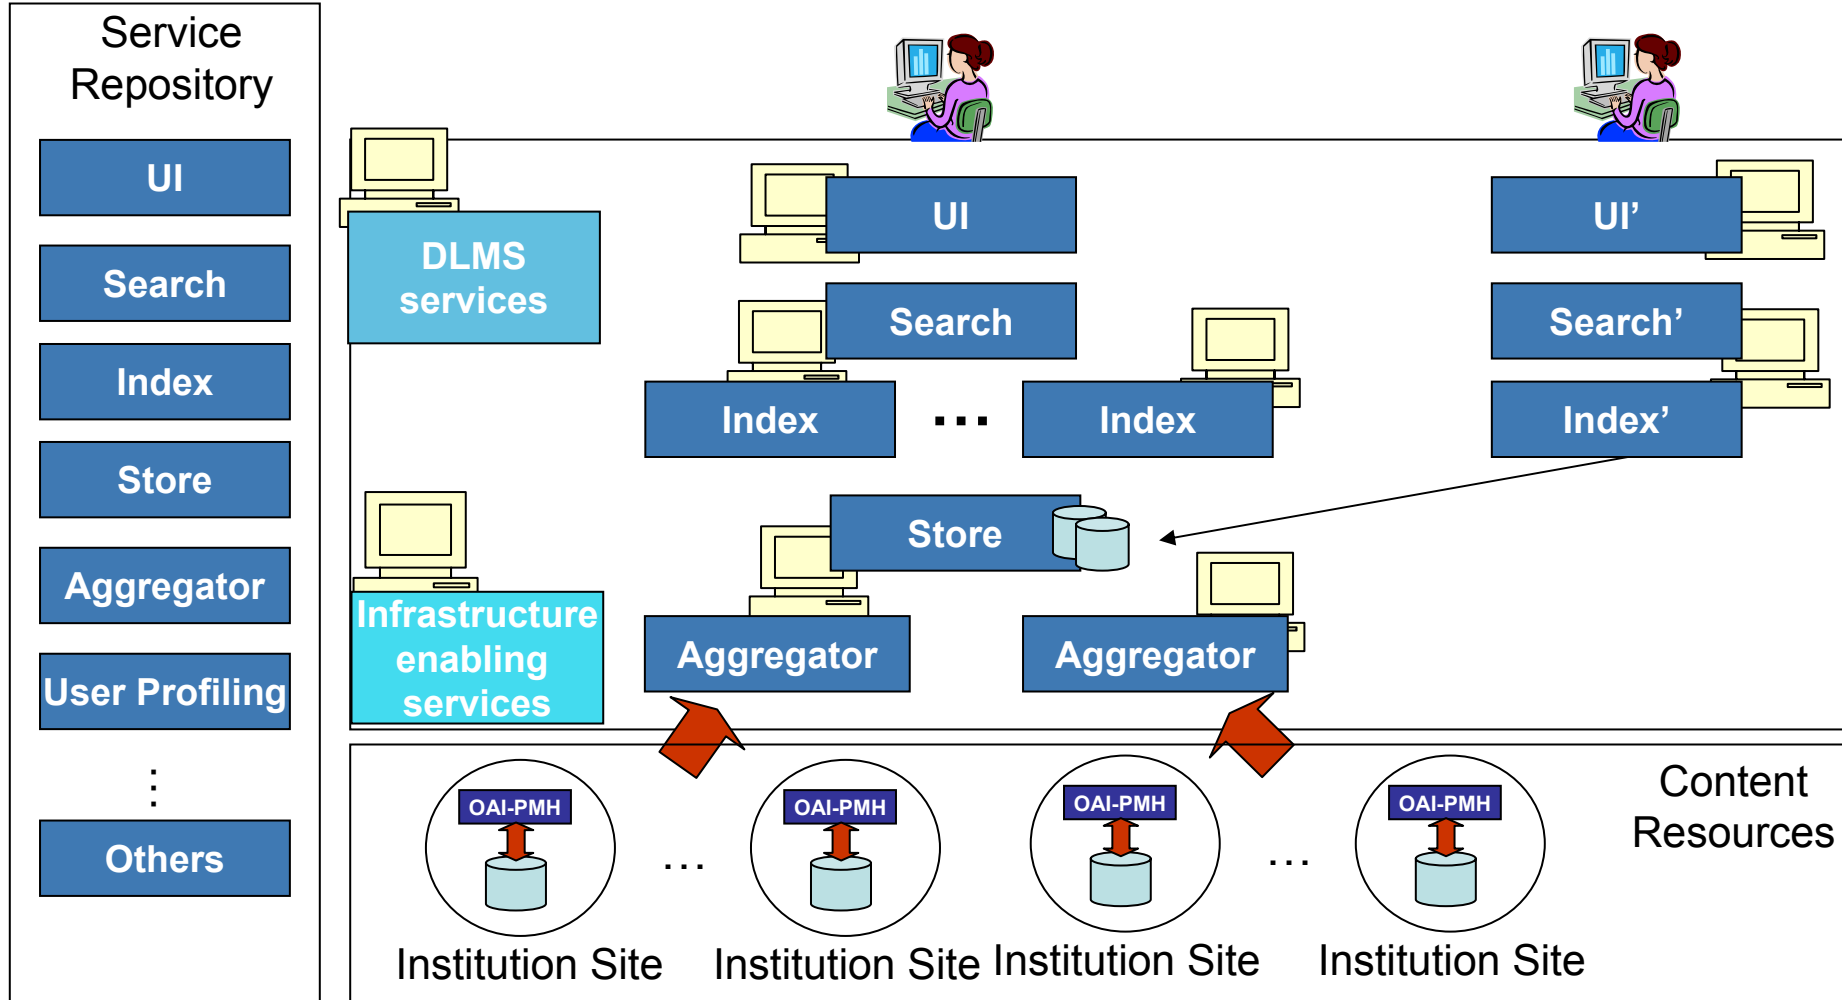 Service
Repository
UI
Search
Index
Store
Aggregator
User Profiling
...
Others
DLMS
services
Infrastructure
enabling
services
UI
Search
Index
...
Index
Store
Aggregator
Aggregator
UI’
Search’
Index’
Content
Resources
OAI-PMH
...
OAI-PMH
OAI-PMH
...
OAI-PMH
Institution Site
Institution Site
Institution Site
Institution Site